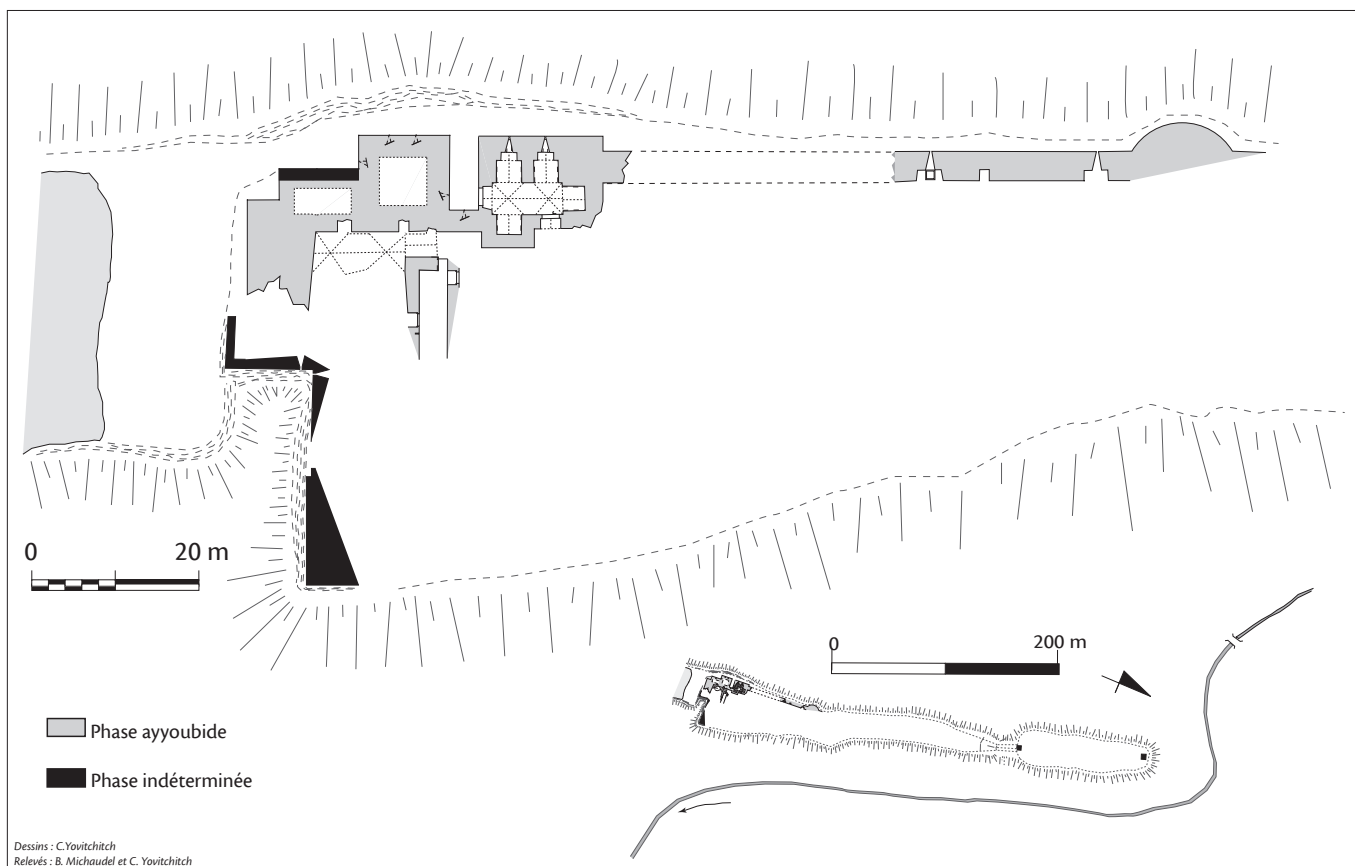 0 20 m
0 200 m
Phase ayyoubide
Phase indéterminée
Dessins : C.Yovitchitch
Relevés : B. Michaudel et C. Yovitchitch